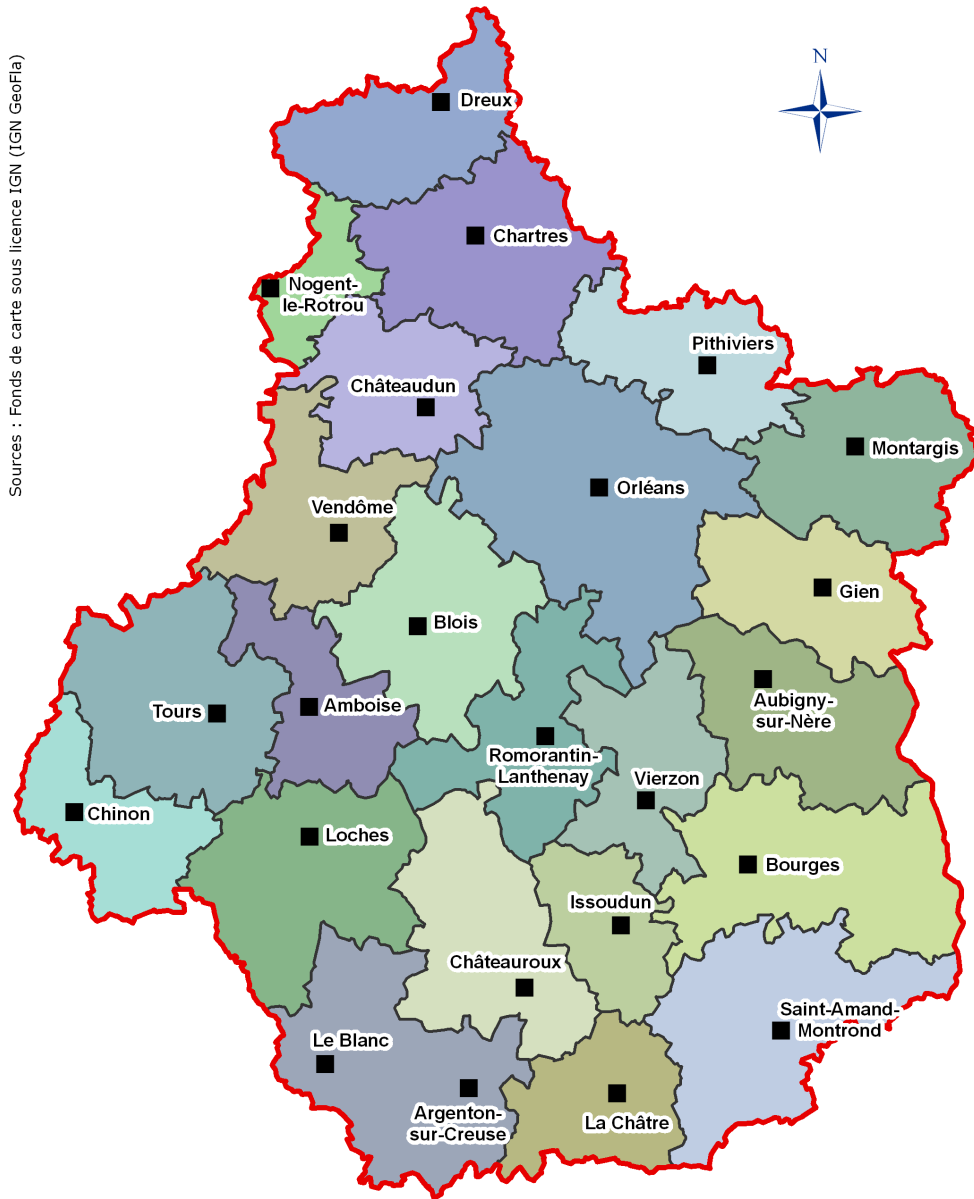 Sources : Fonds de carte sous licence IGN (IGN GeoFla)
N
Dreux
Chartres
Nogent-
le-Rotrou
Pithiviers
Châteaudun
Montargis
Orléans
Vendôme
Gien
Blois
Aubigny-
sur-Nère
Tours
Amboise
Romorantin-
Lanthenay
Vierzon
Chinon
Loches
Bourges
Issoudun
Châteauroux
Saint-Amand-
Montrond
Le Blanc
Argenton-
sur-Creuse
La Châtre